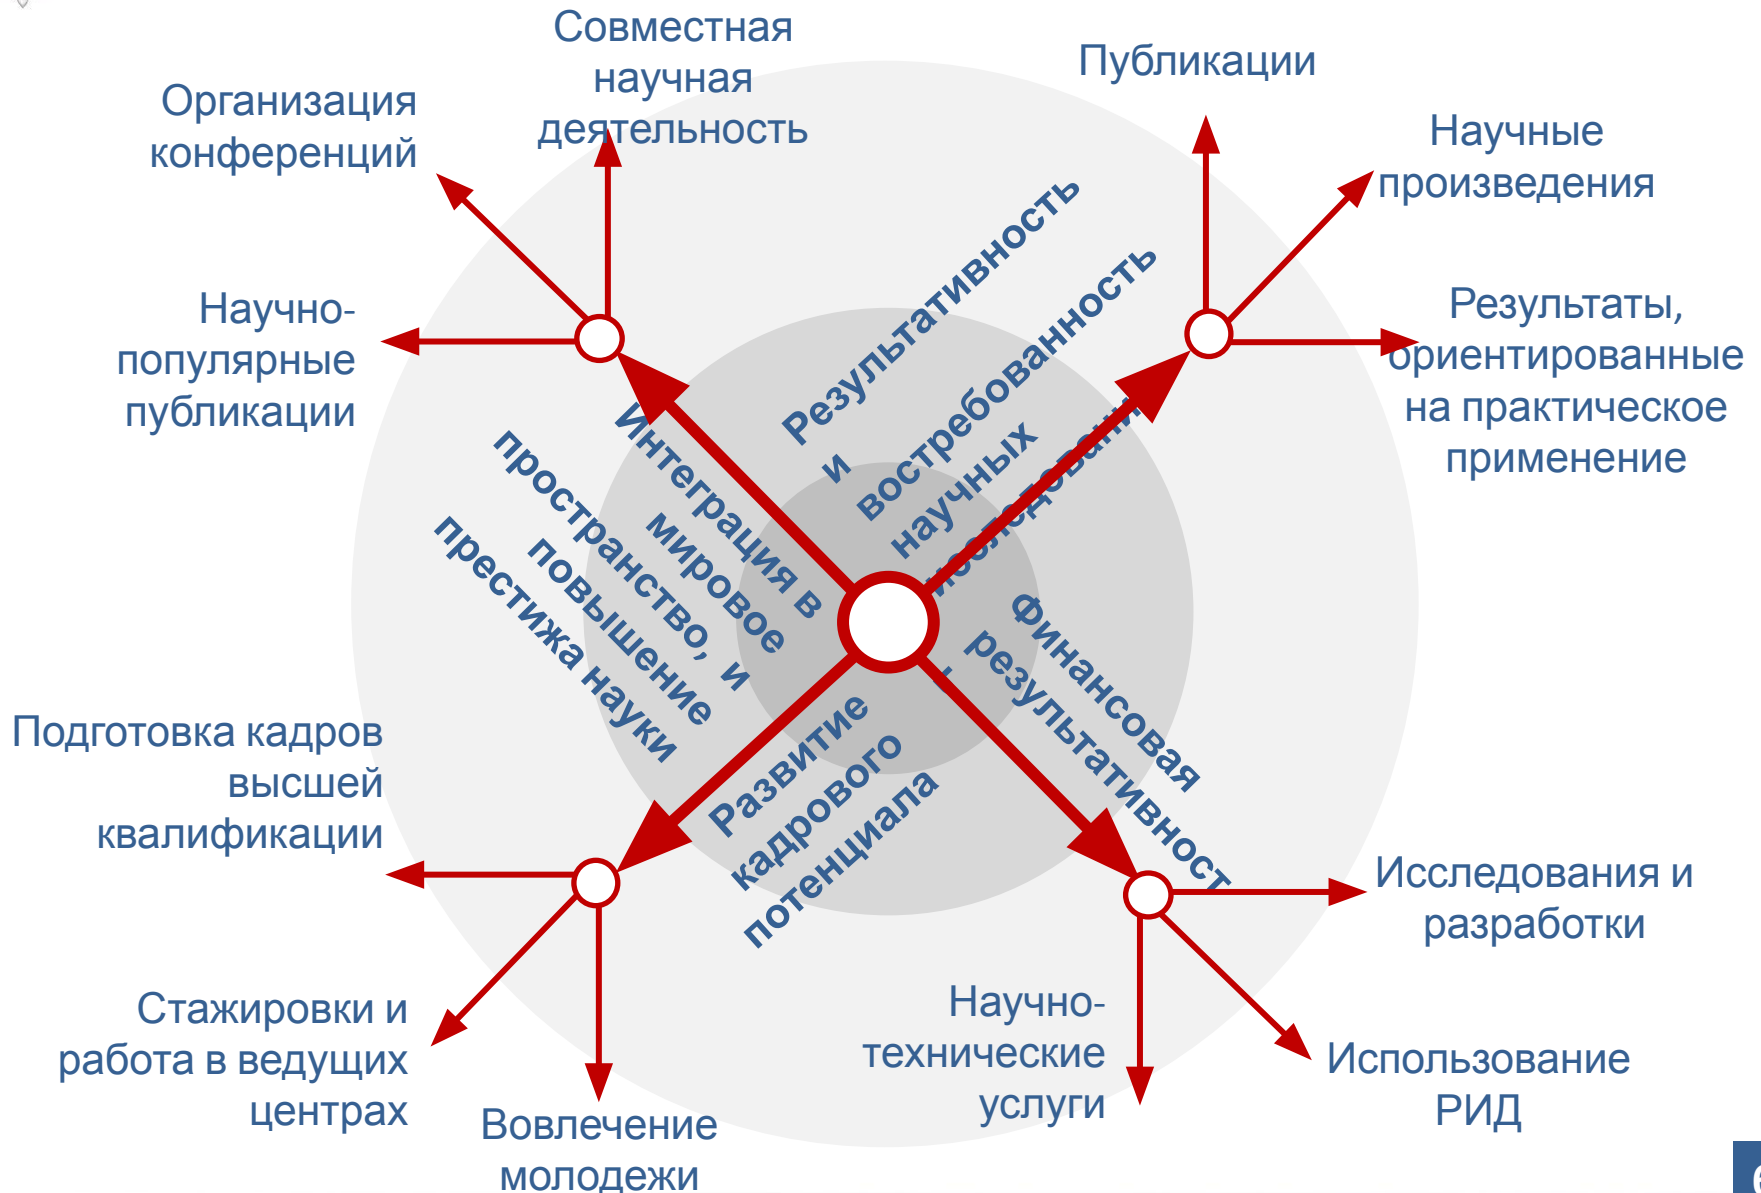 Совместная
научная
деятельность
Публикации
Организация
конференций
Научные
произведения
Научно-
популярные
публикации
Результаты,
ориентированные
на практическое
применение
Результативность
и
востребованность
научных
Интеграция в
мировое
пространство, и
повышение
престижа науки
Финансовая
результативност
Развитие
кадрового
потенциала
Подготовка кадров
высшей
квалификации
Стажировки и
работа в ведущих
центрах
Вовлечение
молодежи
Научно-
технические
услуги
Исследования и
разработки
Использование
РИД